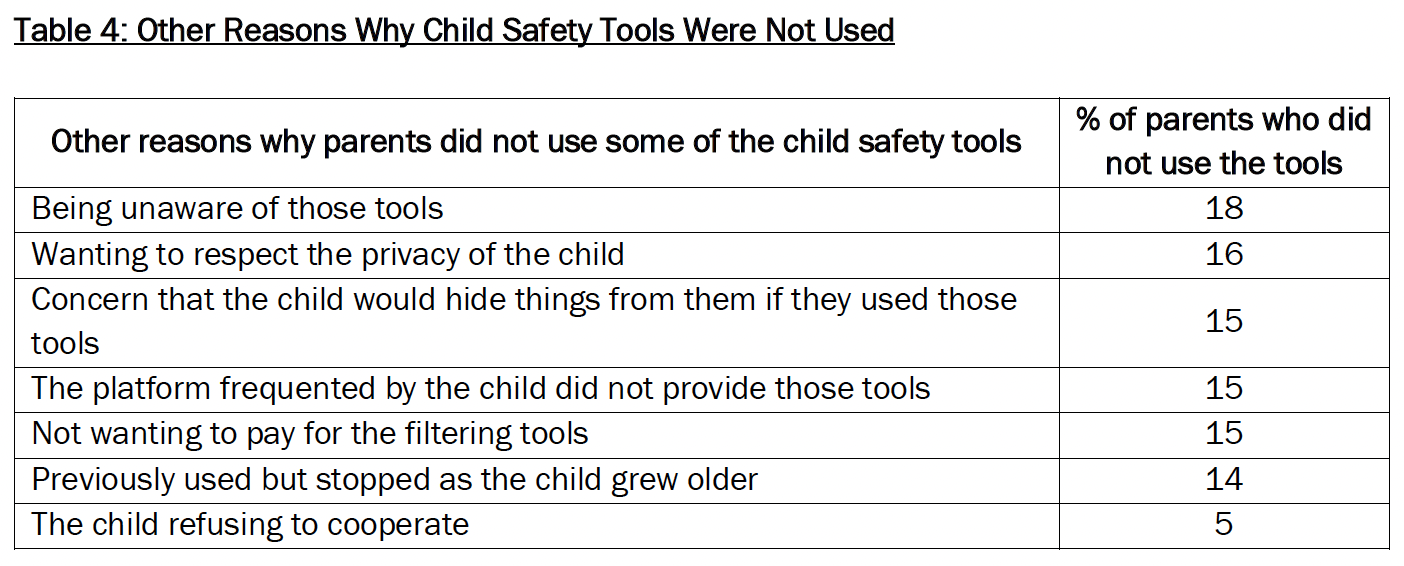 Table 4: Other Reasons Why Child Safety Tools Were Not Used
Other reasons why parents did not use some of the child safety tools
% of parents who did
not use the tools
Being unaware of those tools
18
Wanting to respect the privacy of the child
16
Concern that the child would hide things from them if they used those
tools
15
The platform frequented by the child did not provide those tools
15
Not wanting to pay for the filtering tools
15
Previously used but stopped as the child grew older
14
The child refusing to cooperate
5